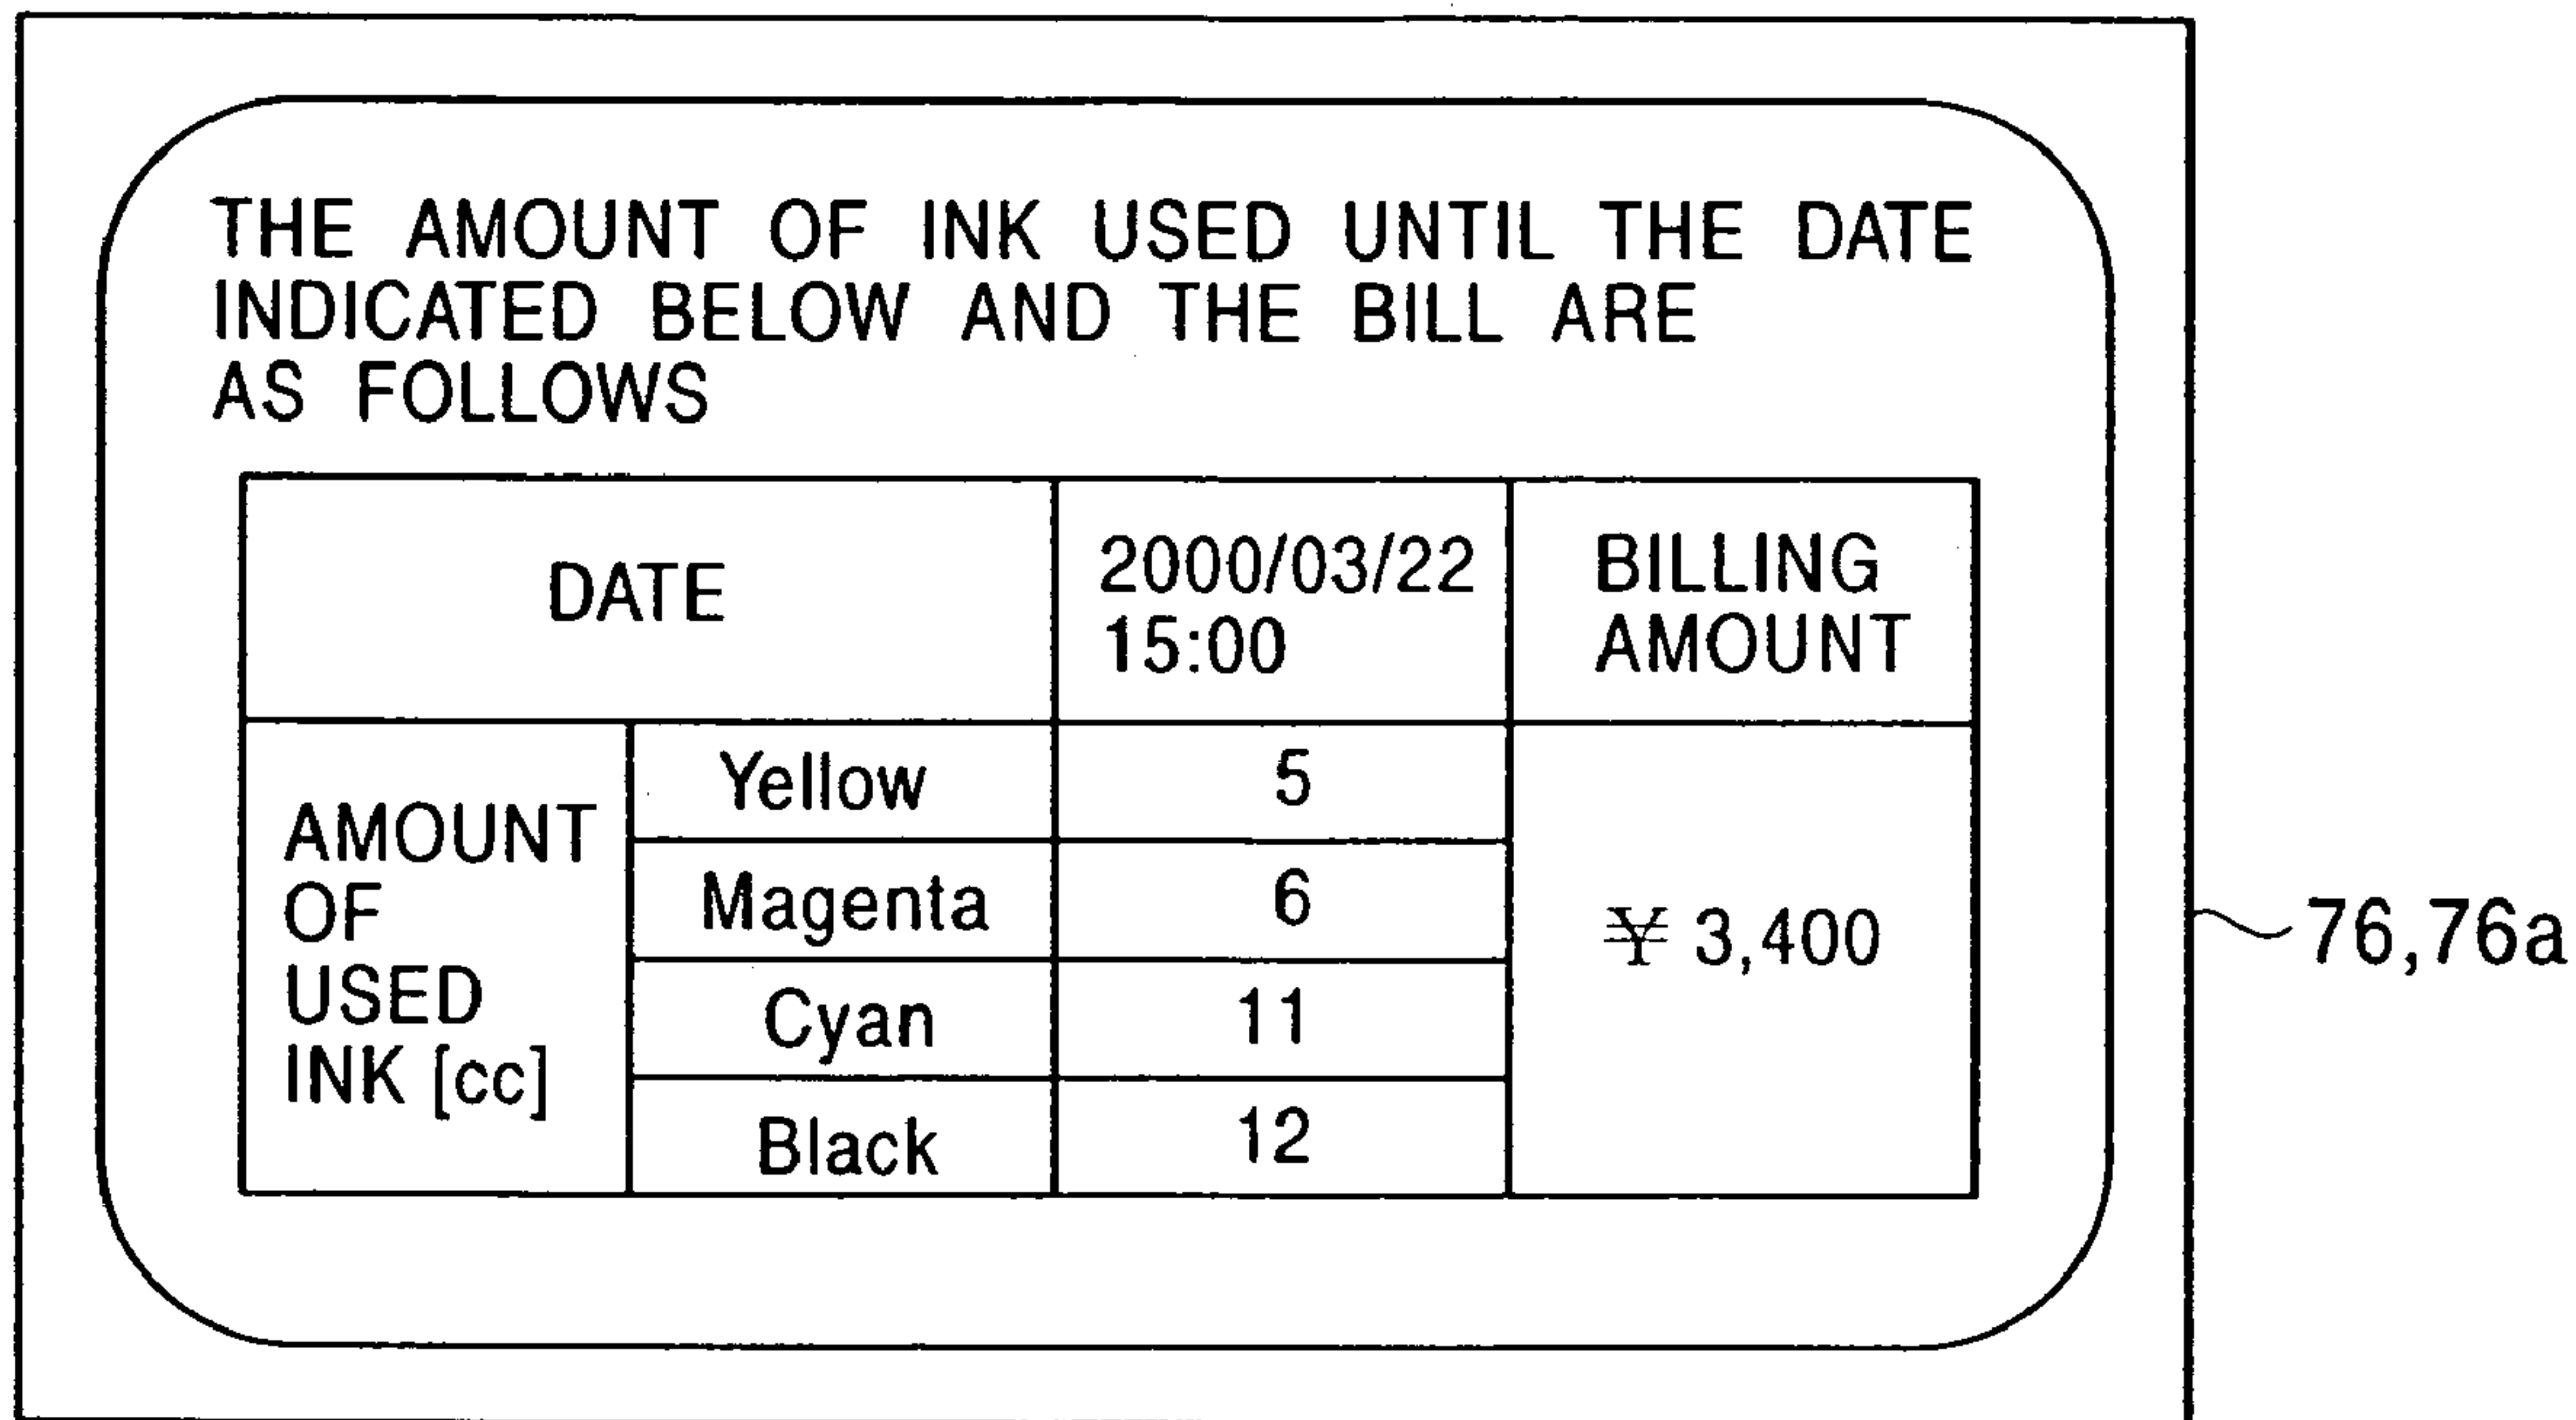 THE AMOUNT OF INK USED UNTIL THE DATE
INDICATED BELOW AND THE BILL ARE
AS FOLLOWS
DATE
2000/03/22
15:00
BILLING
AMOUNT
AMOUNT
OF
USED
INK [cc]
Yellow
5
Magenta
6
Cyan
11
Black
12
¥ 3,400
76,76a